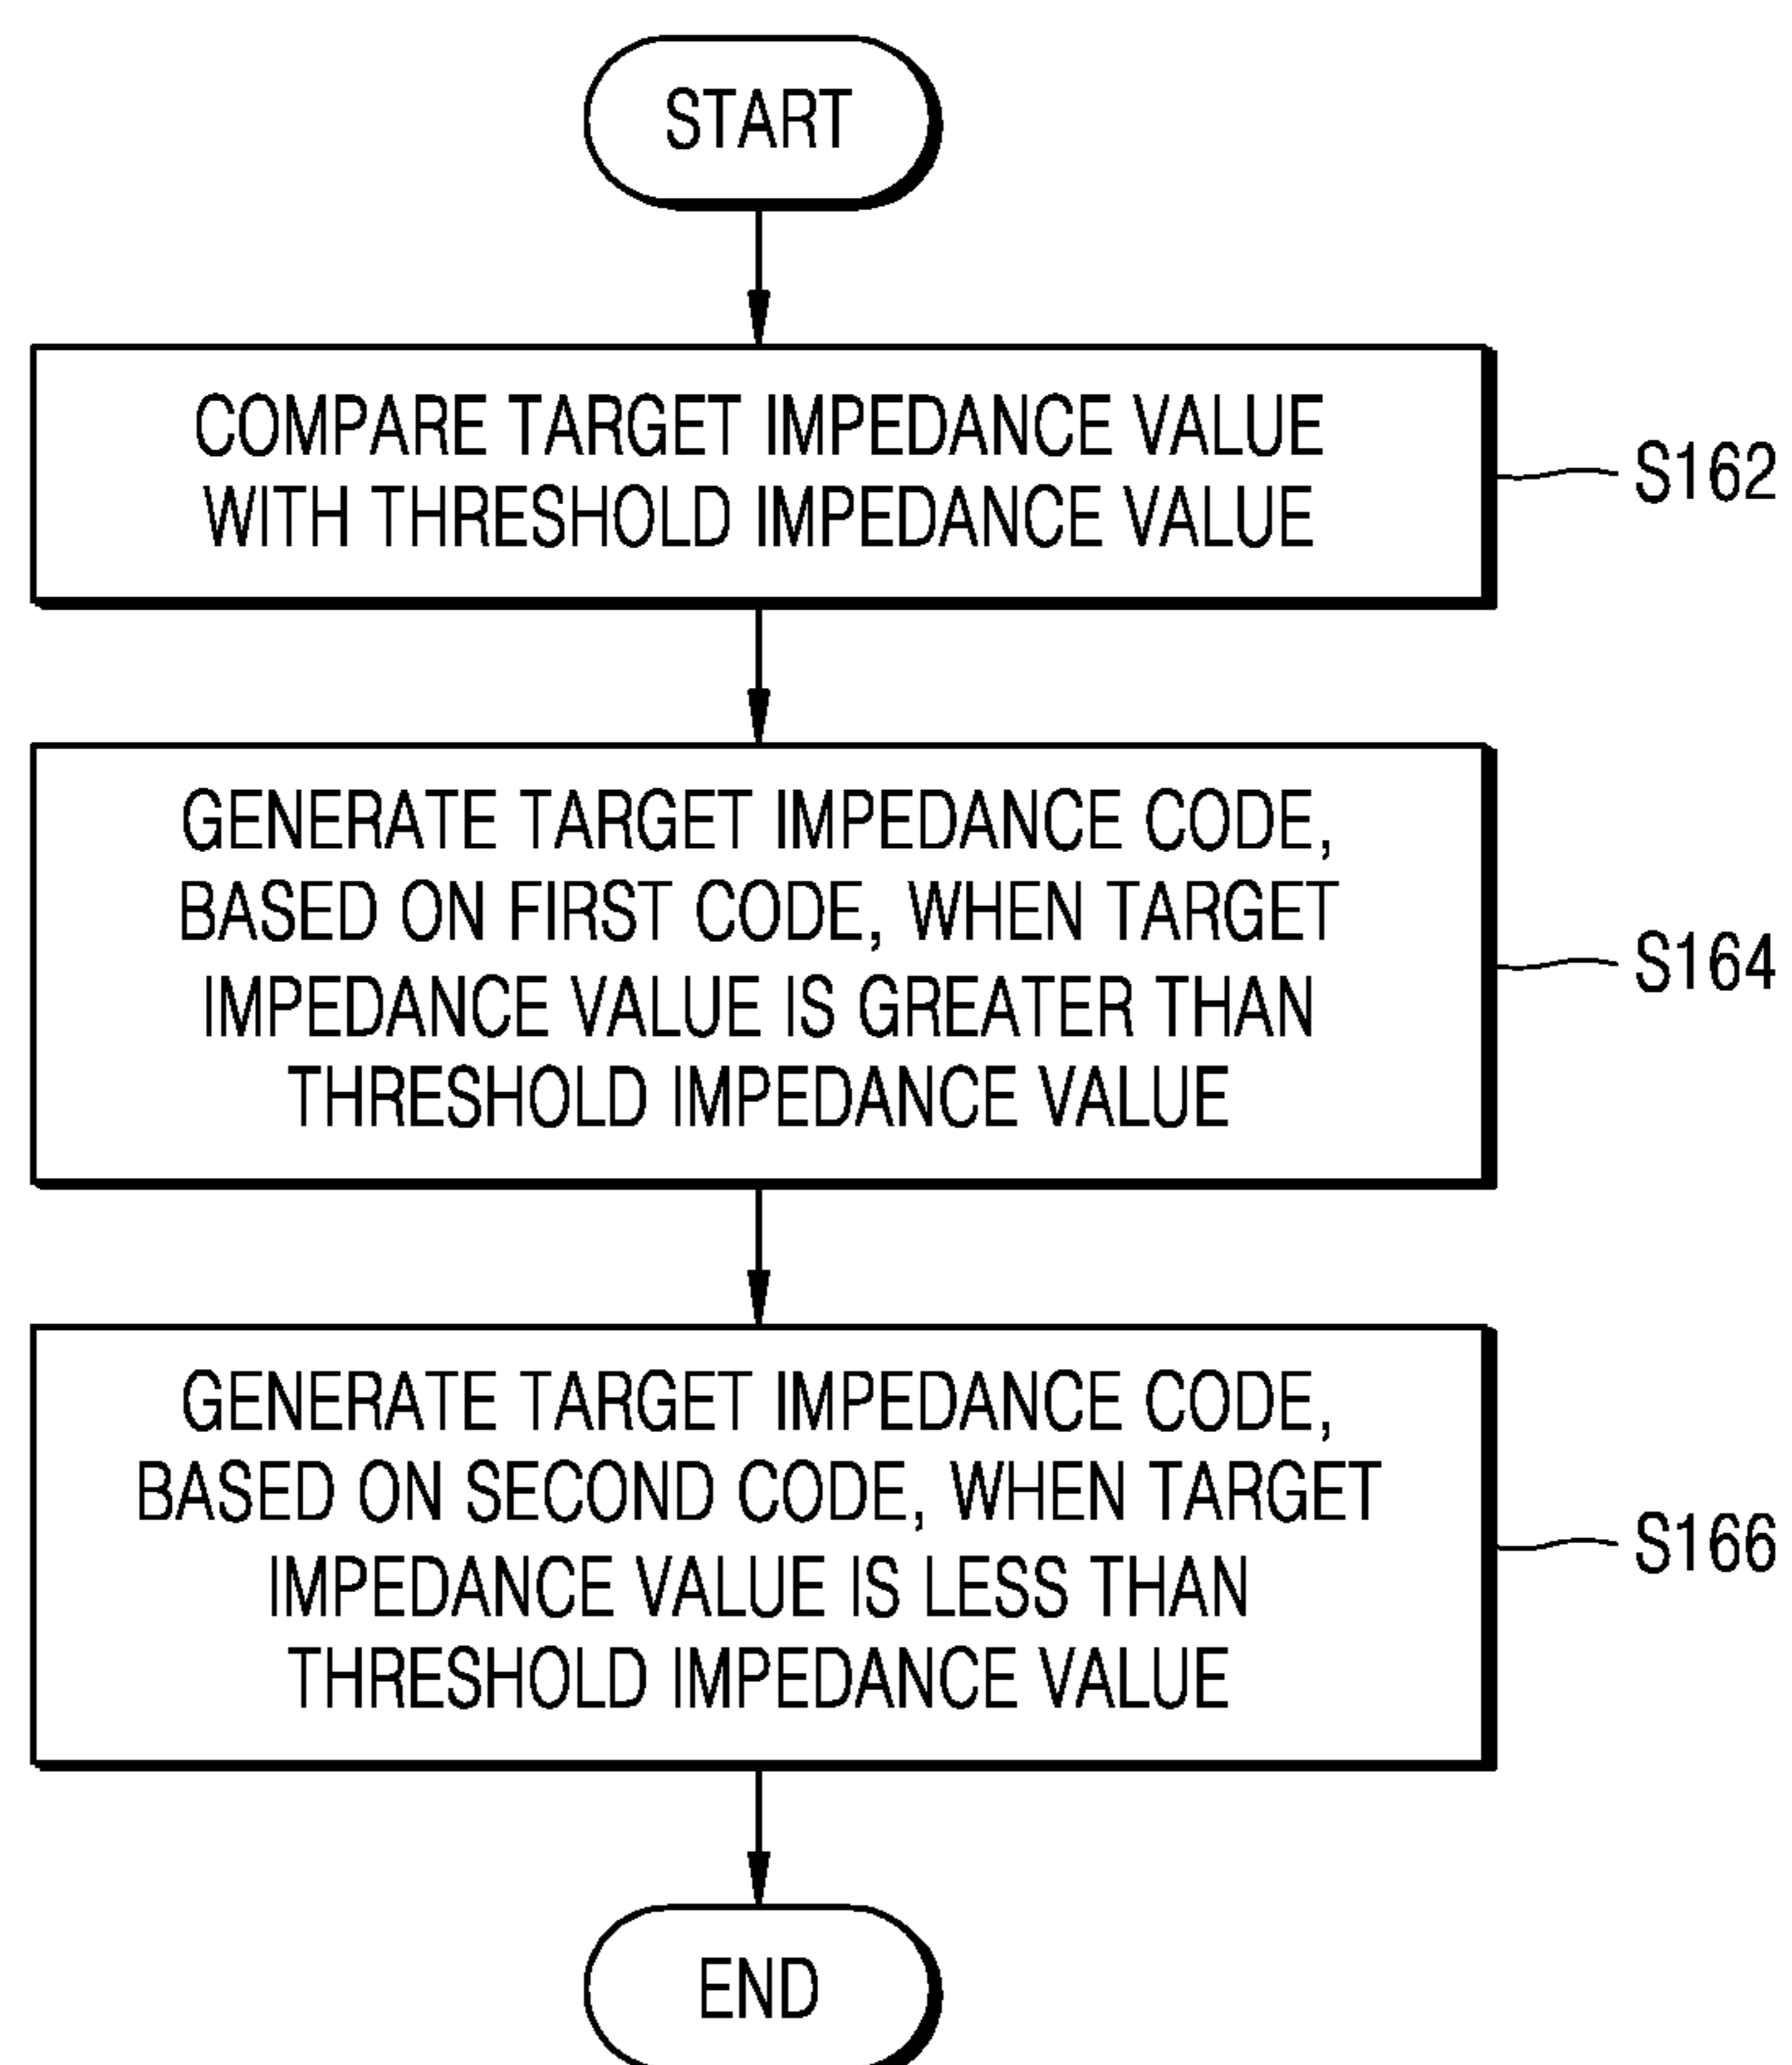 START
COMPARE TARGET IMPEDANCE VALUE
WITH THRESHOLD IMPEDANCE VALUE
S162
GENERATE TARGET IMPEDANCE CODE,
BASED ON FIRST CODE, WHEN TARGET
IMPEDANCE VALUE IS GREATER THAN
THRESHOLD IMPEDANCE VALUE
S164
GENERATE TARGET IMPEDANCE CODE,
BASED ON SECOND CODE, WHEN TARGET
IMPEDANCE VALUE IS LESS THAN
THRESHOLD IMPEDANCE VALUE
S166
END